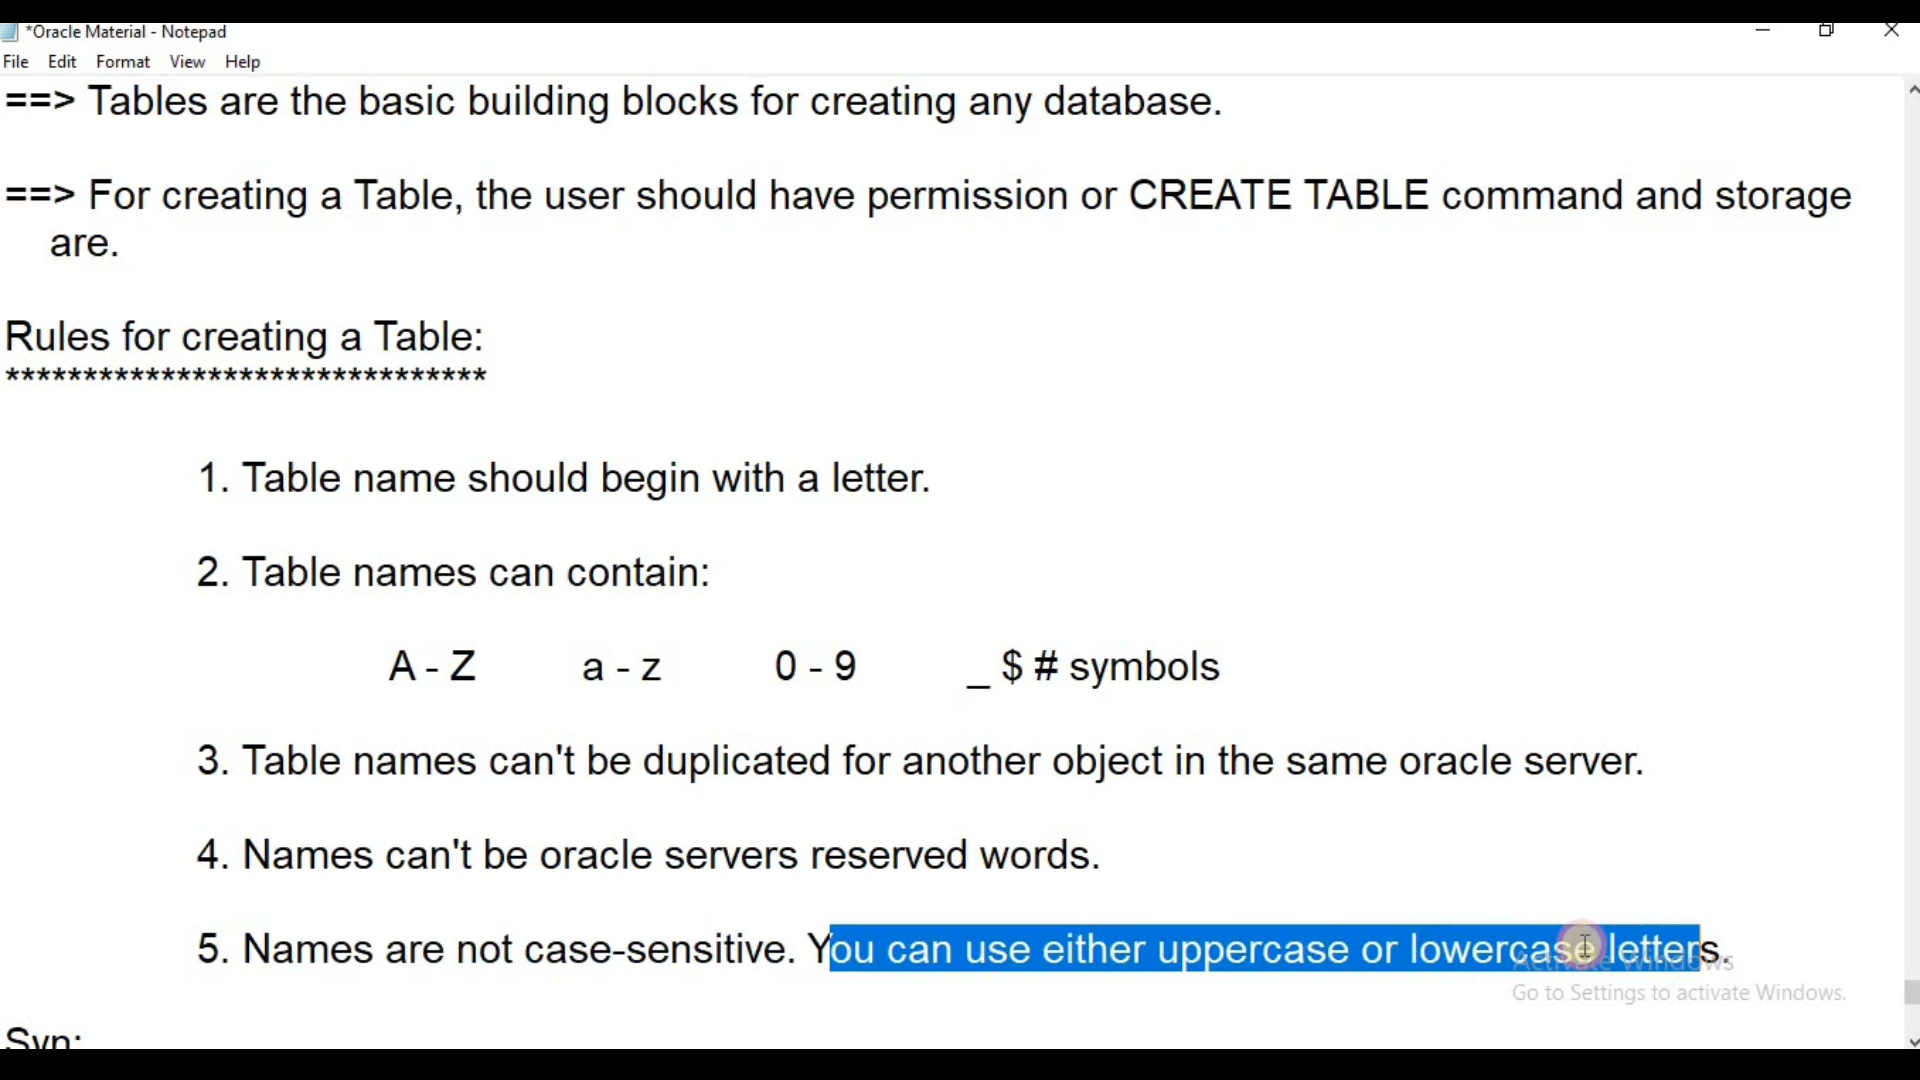 *Oracle Material - Notepad
File Edit Format View Help
==> Tables are the basic building blocks for creating any database.
==> For creating a Table, the user should have permission or CREATE TABLE command and storage
are.
Rules for creating a Table:
*******************************
1. Table name should begin with a letter.
2. Table names can contain:
A - Z a - z 0 - 9 _ $ # symbols
3. Table names can't be duplicated for another object in the same oracle server.
4. Names can't be oracle servers reserved words.
5. Names are not case-sensitive. You can use either uppercase or lowercase letters.
Activate Windows
Go to Settings to activate Windows.
Syn: